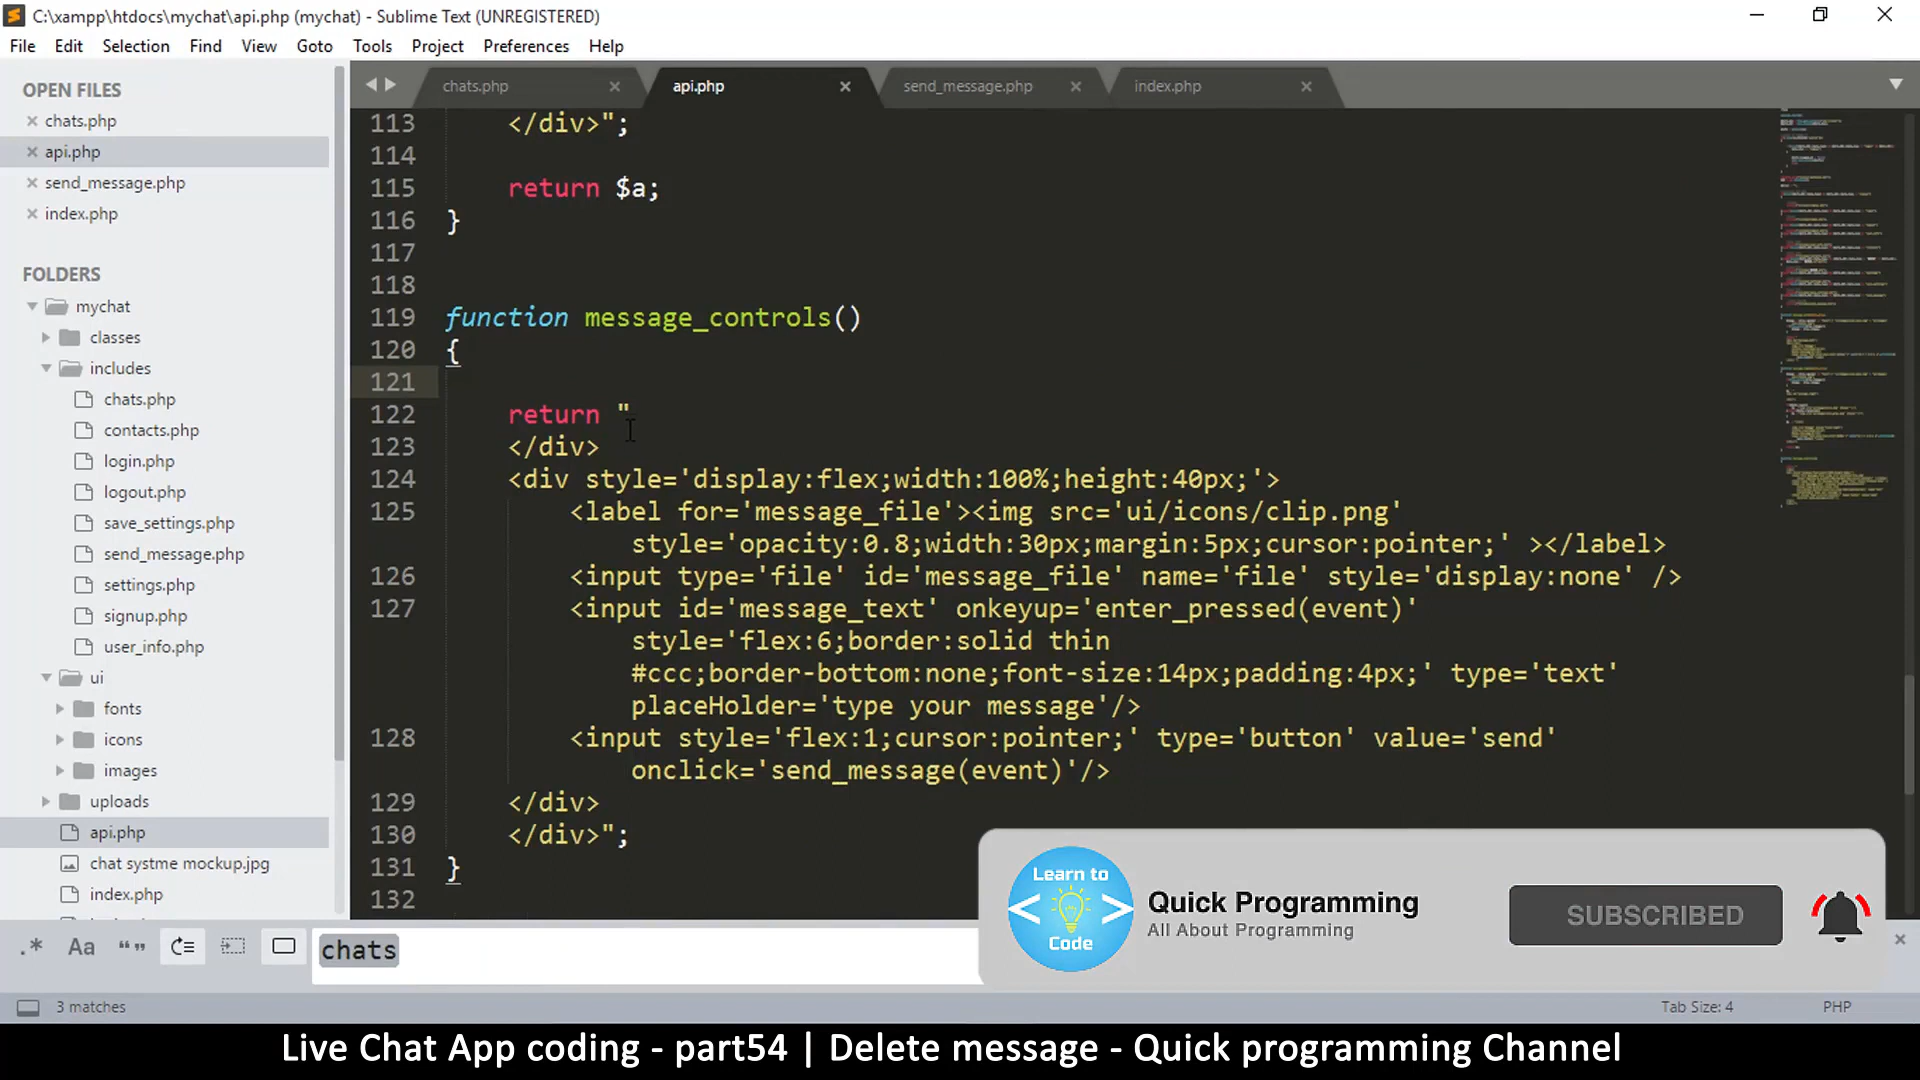 C:\xampp\htdocs\mychat\api.php (mychat) - Sublime Text (UNREGISTERED)
File Edit Selection Find View Goto Tools Project Preferences Help
OPEN FILES
chats.php
api.php
send_message.php
index.php
FOLDERS
mychat
classes
includes
chats.php
contacts.php
login.php
logout.php
save_settings.php
send_message.php
settings.php
signup.php
user_info.php
ui
fonts
icons
images
uploads
api.php
chat systme mockup.jpg
index.php
chats.php api.php send_message.php index.php
113 </div>";
114
115 return $a;
116 }
117
118
119 function message_controls()
120 {
121
122 return "
123 </div>
124 <div style='display:flex;width:100%;height:40px;'>
125 <label for='message_file'><img src='ui/icons/clip.png'
style='opacity:0.8;width:30px;margin:5px;cursor:pointer;' ></label>
126 <input type='file' id='message_file' name='file' style='display:none' />
127 <input id='message_text' onkeyup='enter_pressed(event)'
style='flex:6;border:solid thin
#ccc;border-bottom:none;font-size:14px;padding:4px;' type='text'
placeHolder='type your message'/>
128 <input style='flex:1;cursor:pointer;' type='button' value='send'
onclick='send_message(event)'/>
129 </div>
130 </div>";
131 }
132
.* Aa “ ” chats
3 matches
Tab Size: 4 PHP
Learn to
< >
Code
Quick Programming
All About Programming
SUBSCRIBED
Live Chat App coding - part54 | Delete message - Quick programming Channel